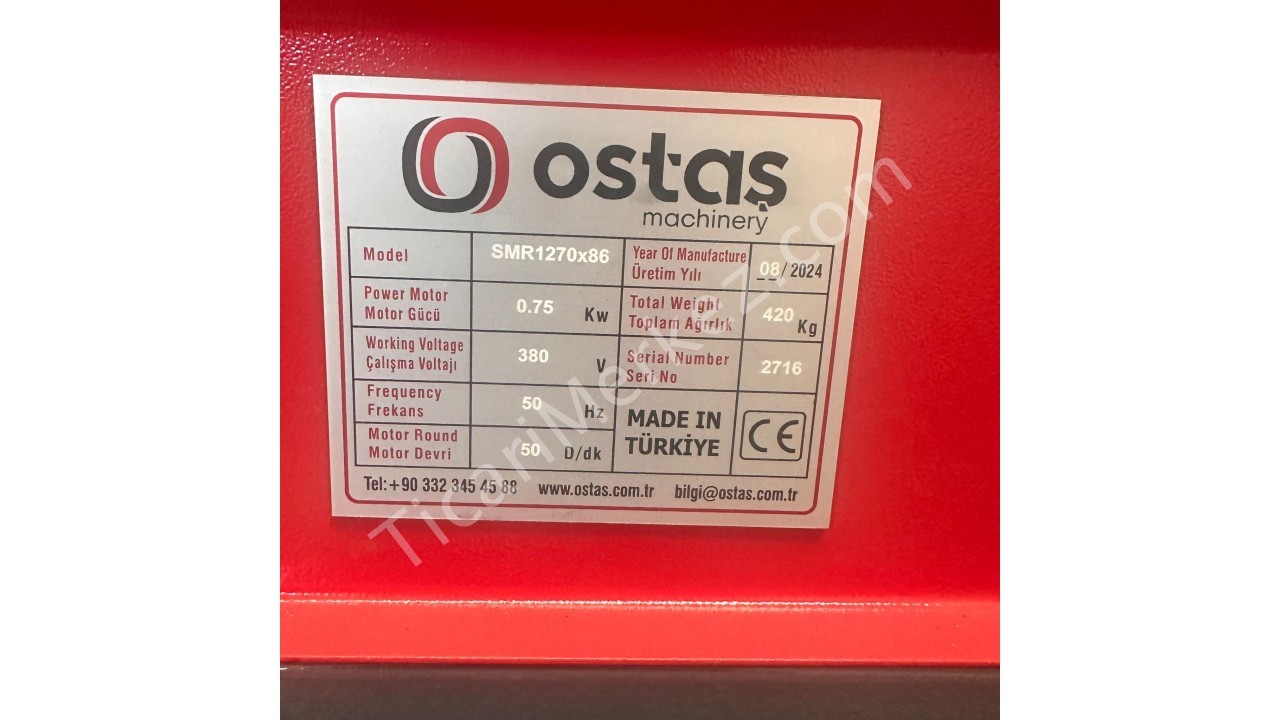 ostaş
machinery
Model SMR1270x86 Year Of Manufacture
Üretim Yılı 08/2024
Power Motor
Motor Gücü 0.75 Kw Total Weight
Toplam Ağırlık 420 Kg
Working Voltage
Çalışma Voltajı 380 V Serial Number
Seri No 2716
Frequency
Frekans 50 Hz MADE IN
TÜRKİYE CE
Motor Round
Motor Devri 50 D/dk
Tel:+90 332 345 45 88 www.ostas.com.tr bilgi@ostas.com.tr
TicariMerkez.com